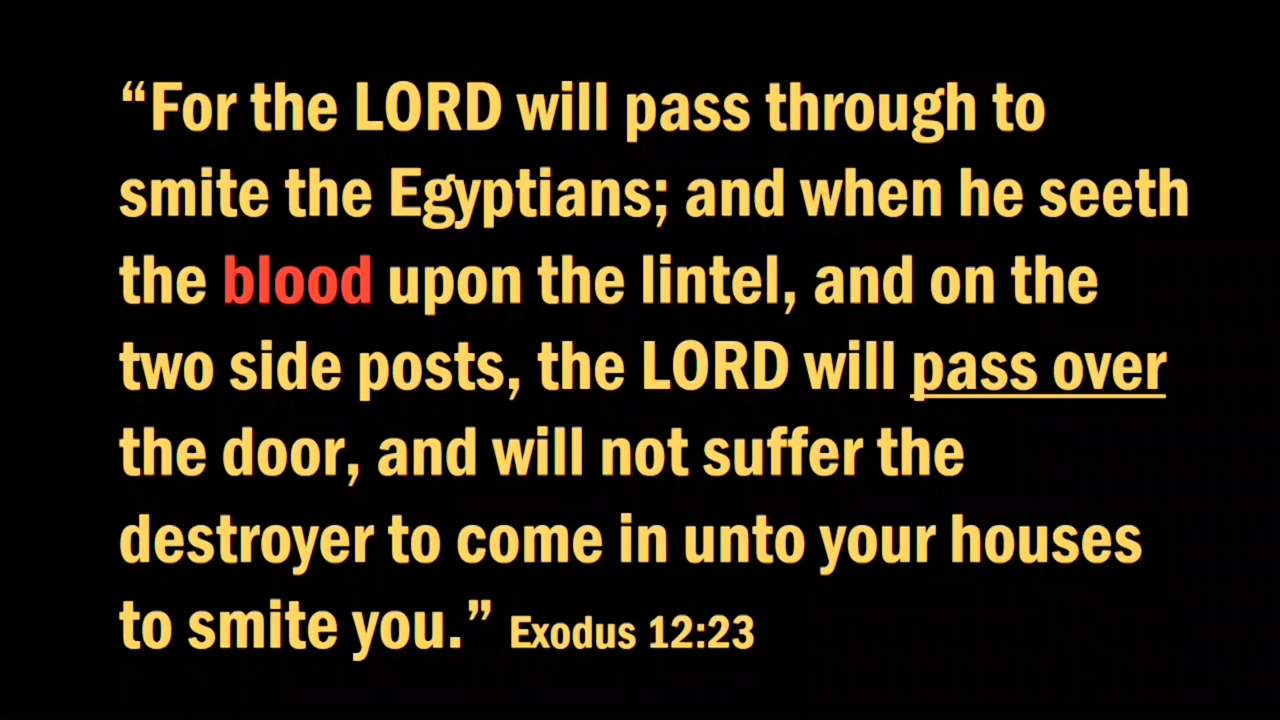 “For the LORD will pass through to
smite the Egyptians; and when he seeth
the blood upon the lintel, and on the
two side posts, the LORD will pass over
the door, and will not suffer the
destroyer to come in unto your houses
to smite you.” Exodus 12:23